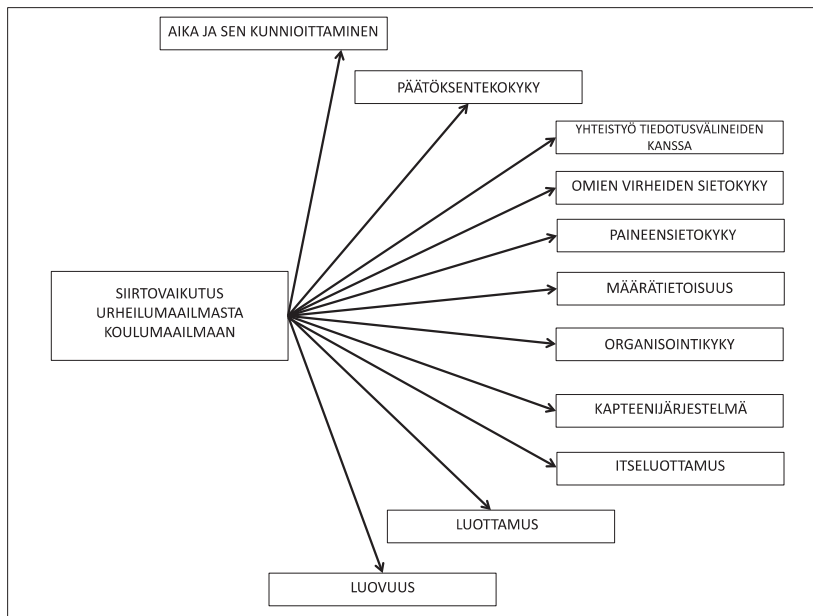 AIKA JA SEN KUNNIOITTAMINEN
PÄÄTÖKSENTEKOKYKY
YHTEISTYÖ TIEDOTUSVÄLINEIDEN
KANSSA
OMIEN VIRHEIDEN SIETOKYKY
PAINEENSIETOKYKY
SIIRTOVAIKUTUS
URHEILUMAAILMASTA
KOULUMAAILMAAN
MÄÄRÄTIETOISUUS
ORGANISOINTIKYKY
KAPTEENIJÄRJESTELMÄ
ITSELUOTTAMUS
LUOTTAMUS
LUOVUUS